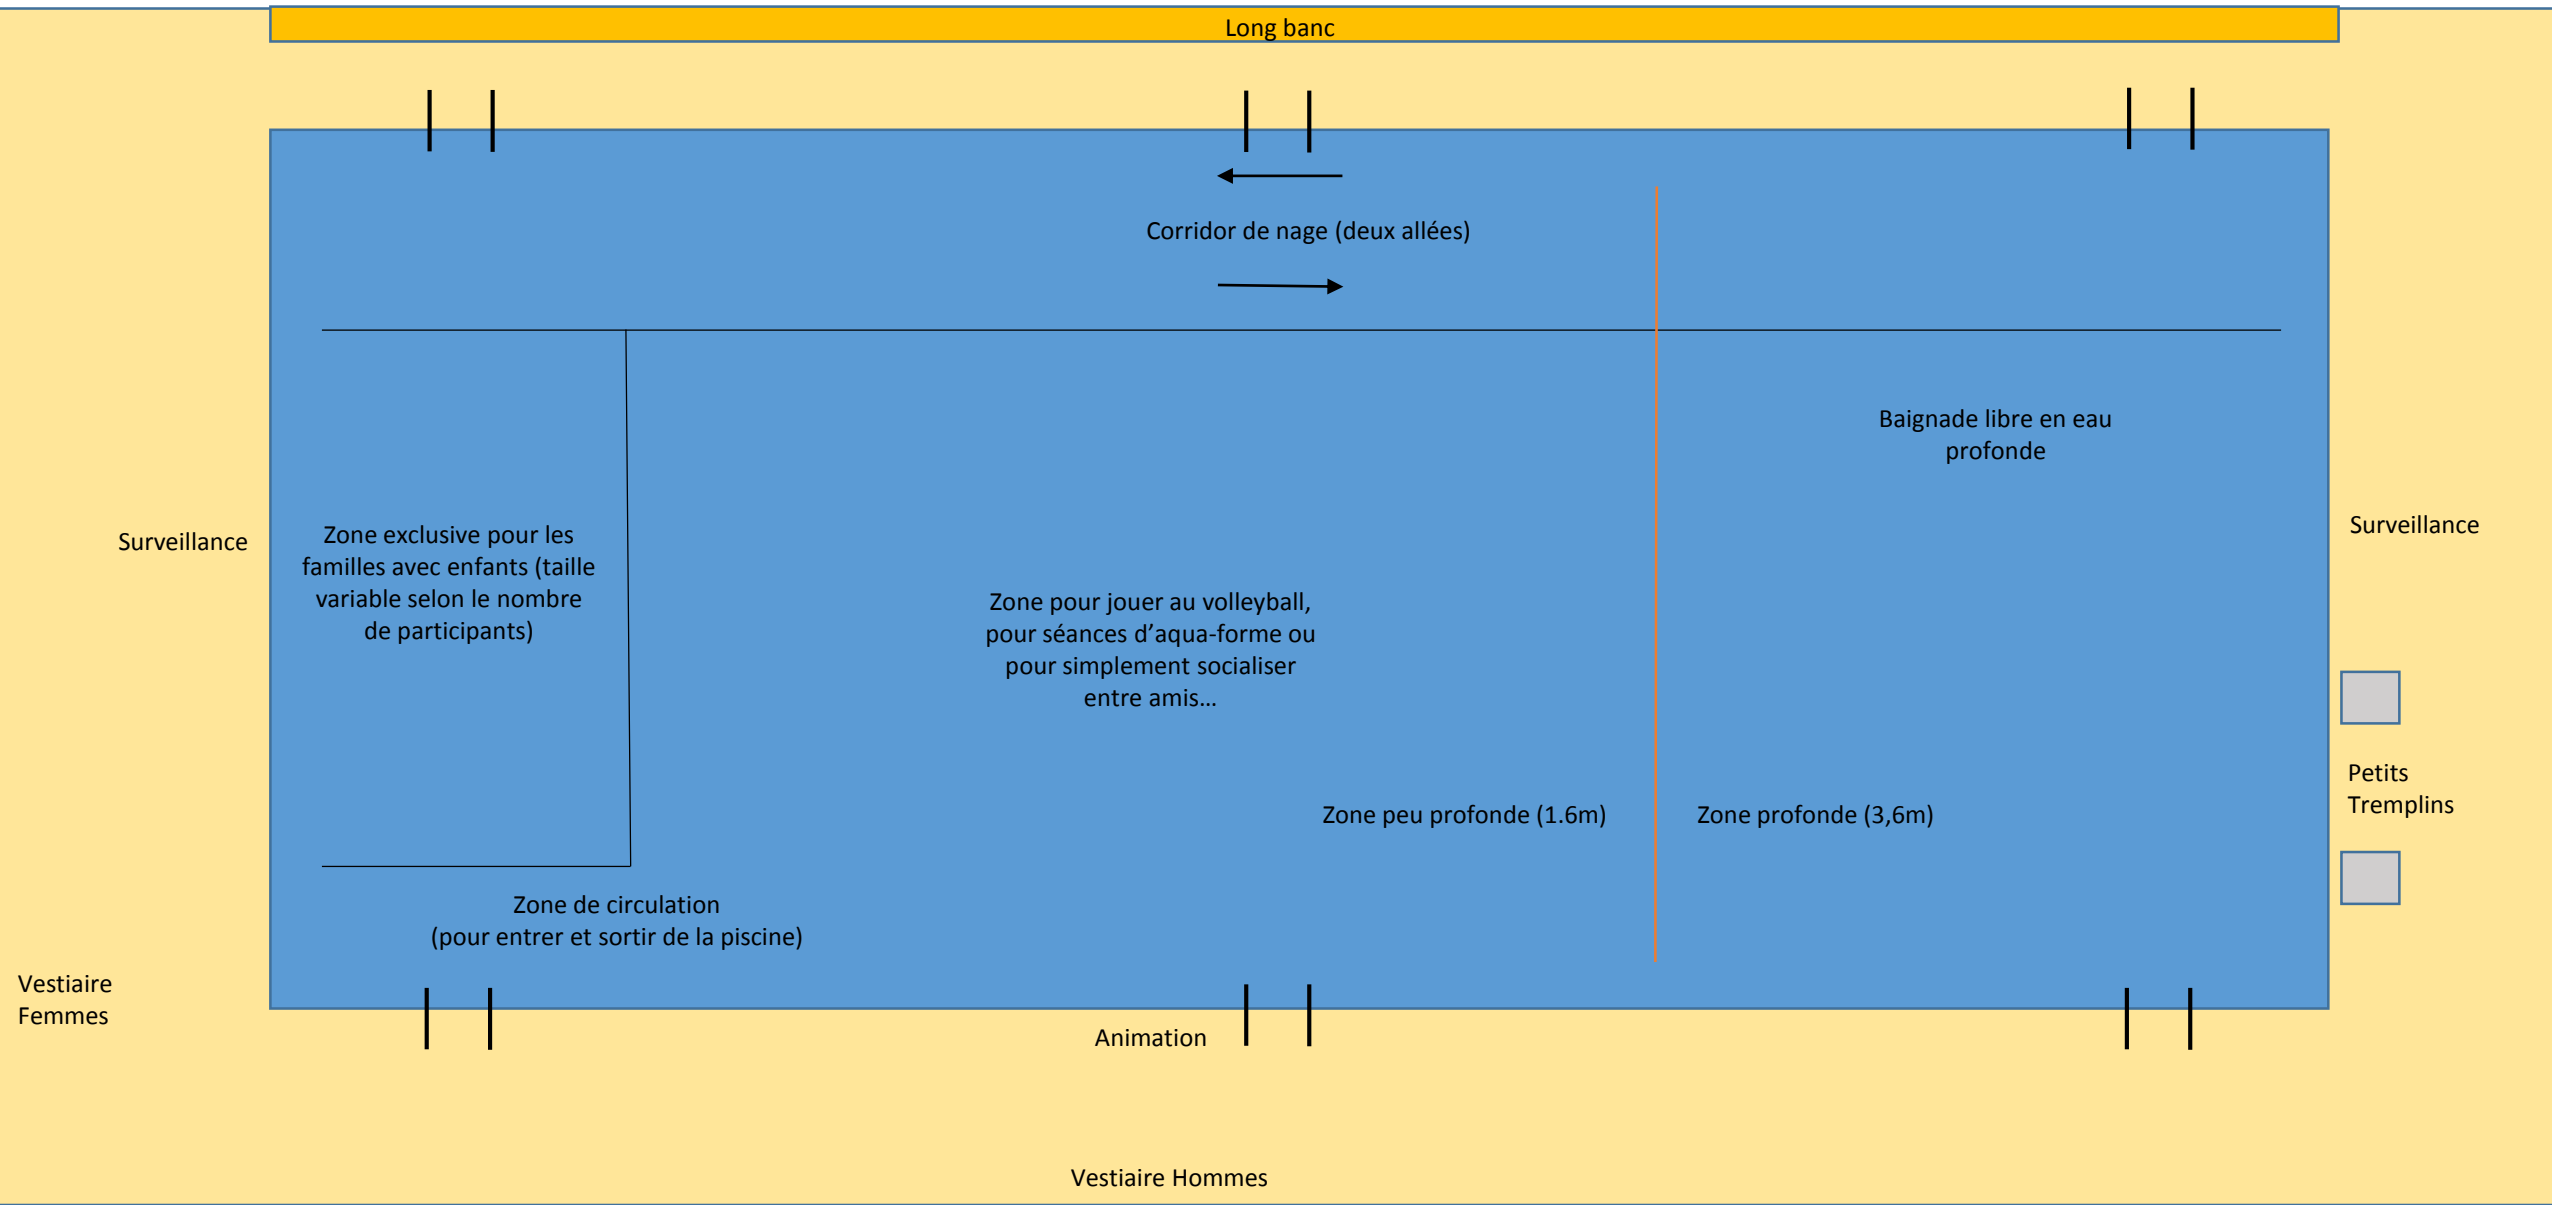 Long banc
Corridor de nage (deux allées)
Baignade libre en eau
profonde
Surveillance
Zone exclusive pour les
familles avec enfants (taille
variable selon le nombre
de participants)
Zone pour jouer au volleyball,
pour séances d’aqua-forme ou
pour simplement socialiser
entre amis…
Surveillance
Petits
Tremplins
Zone peu profonde (1.6m)
Zone profonde (3,6m)
Zone de circulation
(pour entrer et sortir de la piscine)
Vestiaire
Femmes
Animation
Vestiaire Hommes